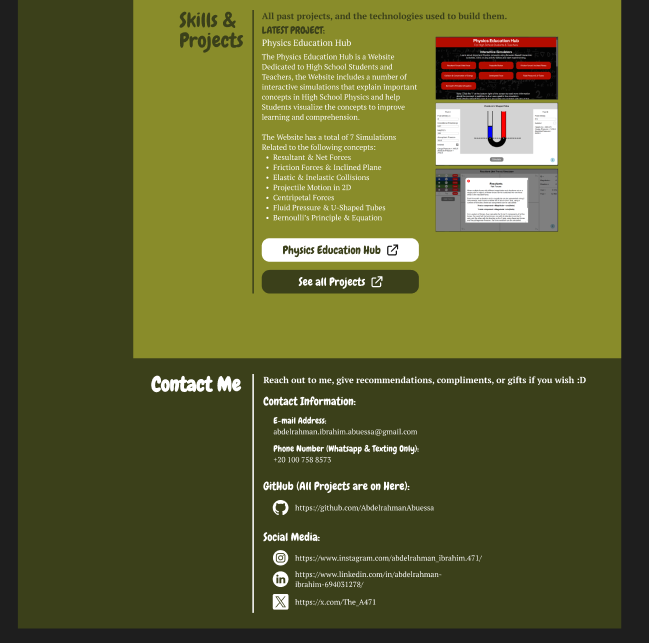 Skills &
Projects
All past projects, and the technologies used to build them.
LATEST PROJECT:
Physics Education Hub
The Physics Education Hub is a Website
Dedicated to High School Students and
Teachers, the Website includes a number of
interactive simulations that explain important
concepts in High School Physics and help
Students visualize the concepts to improve
learning and comprehension.
The Website has a total of 7 Simulations
Related to the following concepts:
• Resultant & Net Forces
• Friction Forces & Inclined Plane
• Elastic & Inelastic Collisions
• Projectile Motion in 2D
• Centripetal Forces
• Fluid Pressure & U-Shaped Tubes
• Bernoulli's Principle & Equation
Physics Education Hub
Interactive Simulations
Physics Education Hub
See all Projects
Contact Me
Reach out to me, give recommendations, compliments, or gifts if you wish :D
Contact Information:
E-mail Address:
abdelrahman.ibrahim.abuessa@gmail.com
Phone Number (Whatsapp & Texting Only):
+20 100 758 8573
GitHub (All Projects are on Here):
https://github.com/AbdelrahmanAbuessa
Social Media:
https://www.instagram.com/abdelrahman_ibrahim.471/
https://www.linkedin.com/in/abdelrahman-
ibrahim-694031278/
https://x.com/The_A471